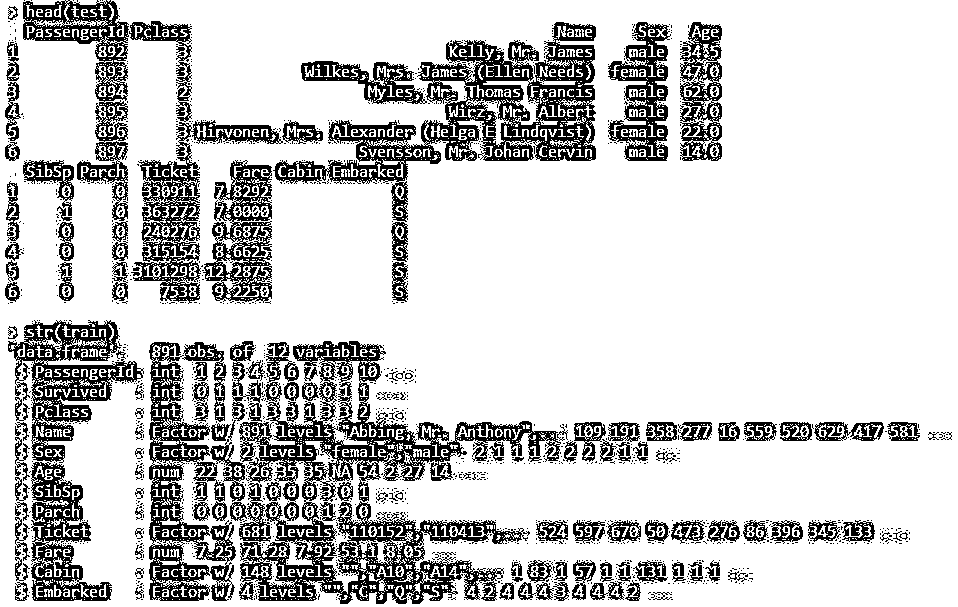 > head(test)
  PassengerId Pclass                                         Name    Sex  Age
1         892      3                             Kelly, Mr. James   male 34.5
2         893      3             Wilkes, Mrs. James (Ellen Needs) female 47.0
3         894      2                    Myles, Mr. Thomas Francis   male 62.0
4         895      3                             Wirz, Mr. Albert   male 27.0
5         896      3 Hirvonen, Mrs. Alexander (Helga E Lindqvist) female 22.0
6         897      3                   Svensson, Mr. Johan Cervin   male 14.0
  SibSp Parch  Ticket    Fare Cabin Embarked
1     0     0  330911  7.8292              Q
2     1     0  363272  7.0000              S
3     0     0  240276  9.6875              Q
4     0     0  315154  8.6625              S
5     1     1 3101298 12.2875              S
6     0     0    7538  9.2250              S
> str(train)
'data.frame':    891 obs. of  12 variables:
 $ PassengerId: int  1 2 3 4 5 6 7 8 9 10 ...
 $ Survived   : int  0 1 1 1 0 0 0 0 1 1 ...
 $ Pclass     : int  3 1 3 1 3 3 1 3 3 2 ...
 $ Name       : Factor w/ 891 levels "Abbing, Mr. Anthony",..: 109 191 358 277 16 559 520 629 417 581 ...
 $ Sex        : Factor w/ 2 levels "female","male": 2 1 1 1 2 2 2 2 1 1 ...
 $ Age        : num  22 38 26 35 35 NA 54 2 27 14 ...
 $ SibSp      : int  1 1 0 1 0 0 0 3 0 1 ...
 $ Parch      : int  0 0 0 0 0 0 0 1 2 0 ...
 $ Ticket     : Factor w/ 681 levels "110152","110413",..: 524 597 670 50 473 276 86 396 345 133 ...
 $ Fare       : num  7.25 71.28 7.92 53.1 8.05 ...
 $ Cabin      : Factor w/ 148 levels "","A10","A14",..: 1 83 1 57 1 1 131 1 1 1 ...
 $ Embarked   : Factor w/ 4 levels "","C","Q","S": 4 2 4 4 4 3 4 4 4 2 ...